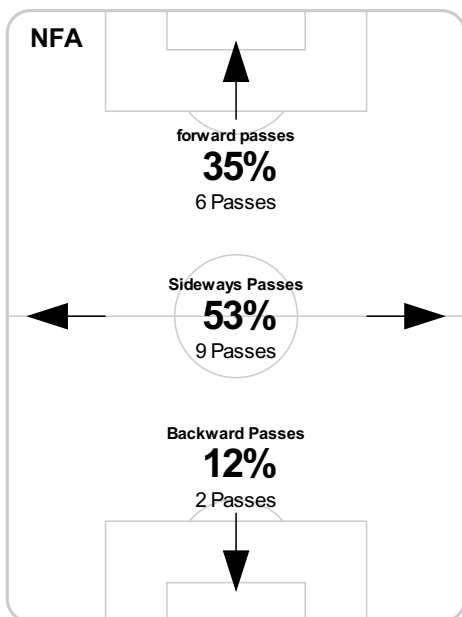 NFA
forward passes
35%
6 Passes
Sideways Passes
53%
9 Passes
Backward Passes
12%
2 Passes